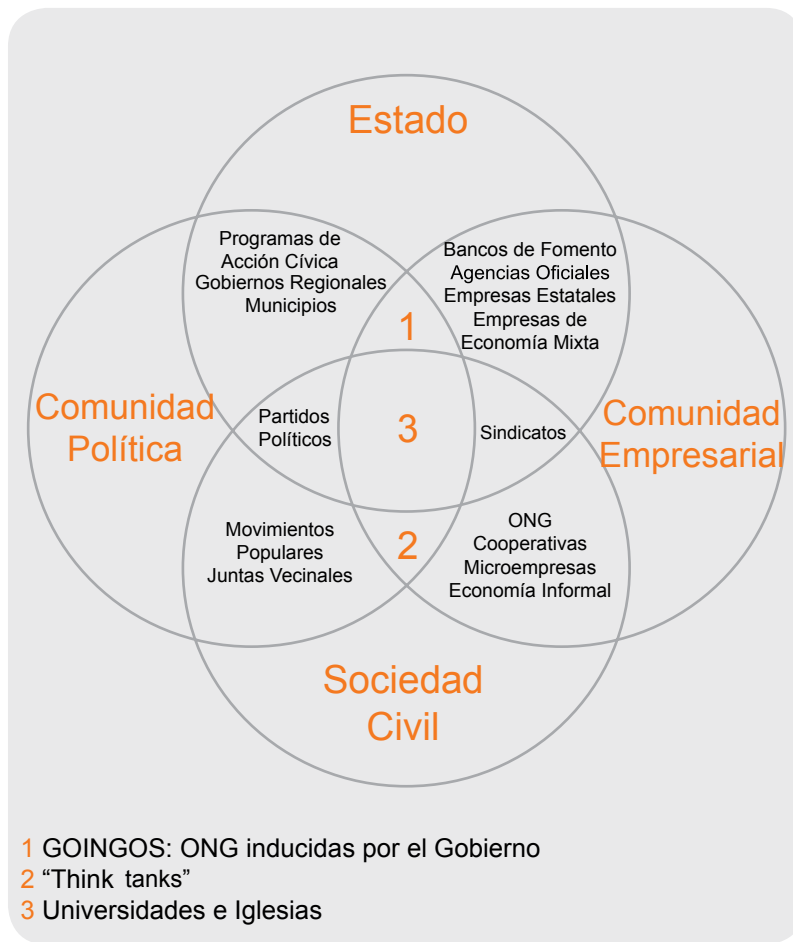 Estado
Programas de
Acción Cívica
Gobiernos Regionales
Municipios
Bancos de Fomento
Agencias Oficiales
Empresas Estatales
Empresas de
Economía Mixta
1
Comunidad
Política
Partidos
Políticos
3
Sindicatos
Comunidad
Empresarial
Movimientos
Populares
Juntas Vecinales
2
ONG
Cooperativas
Microempresas
Economía Informal
Sociedad
Civil
1 GOINGOS: ONG inducidas por el Gobierno
2 “Think tanks”
3 Universidades e Iglesias